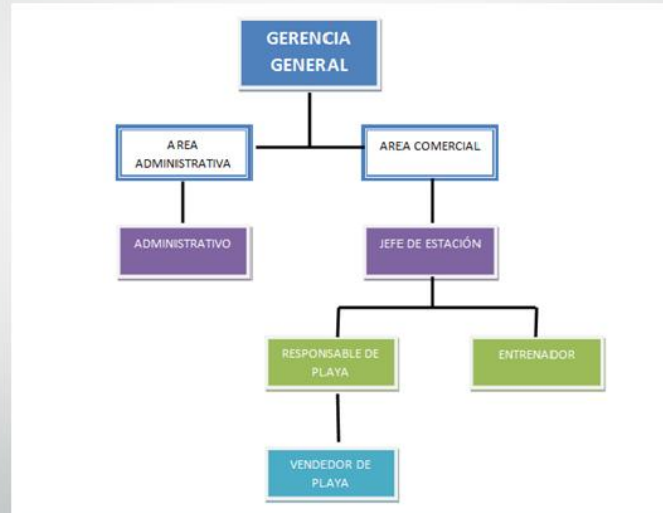 GERENCIA
GENERAL
AREA
ADMINISTRATIVA
AREA COMERCIAL
ADMINISTRATIVO
JEFE DE ESTACIÓN
RESPONSABLE DE
PLAYA
ENTRENADOR
VENDEDOR DE
PLAYA